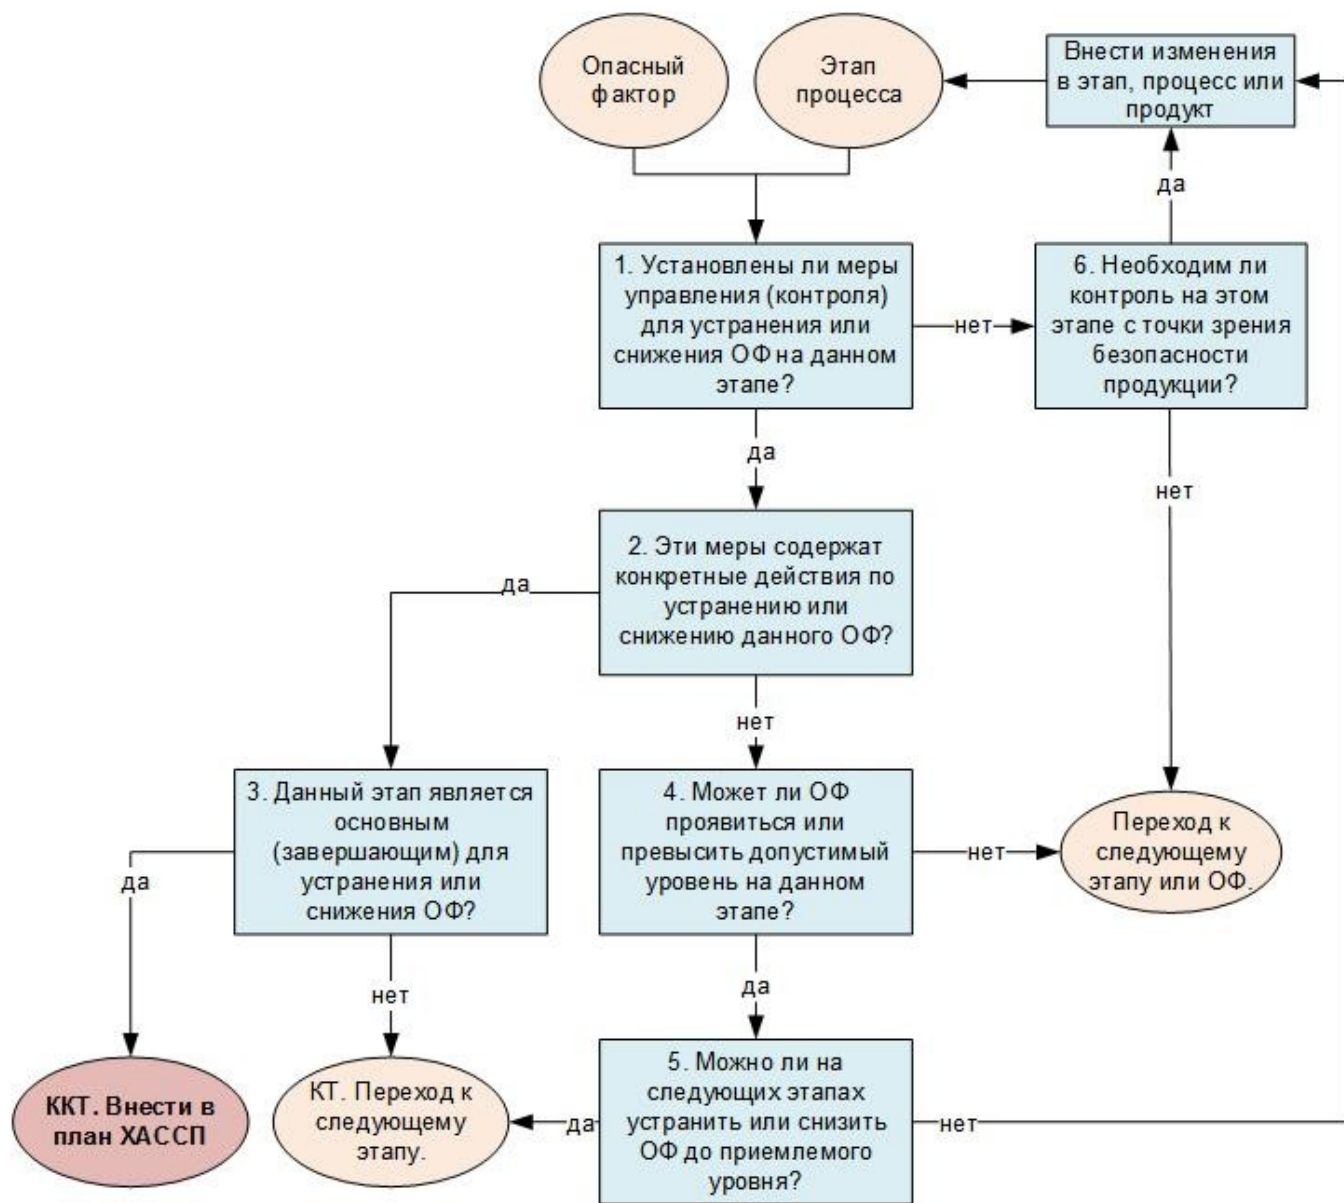 Опасный
фактор
Этап
процесса
Внести изменения
в этап, процесс или
продукт
да
1. Установлены ли меры
управления (контроля)
для устранения или
снижения ОФ на данном
этапе?
нет
6. Необходим ли
контроль на этом
этапе с точки зрения
безопасности
продукции?
да
нет
2. Эти меры содержат
конкретные действия по
устранению или
снижению данного ОФ?
да
нет
3. Данный этап является
основным
(завершающим) для
устранения или
снижения ОФ?
4. Может ли ОФ
проявиться или
превысить допустимый
уровень на данном
этапе?
нет
Переход к
следующему
этапу или ОФ.
да
нет
да
ККТ. Внести в
план ХАССП
КТ. Переход к
следующему
этапу.
да
5. Можно ли на
следующих этапах
устранить или снизить
ОФ до приемлемого
уровня?
нет